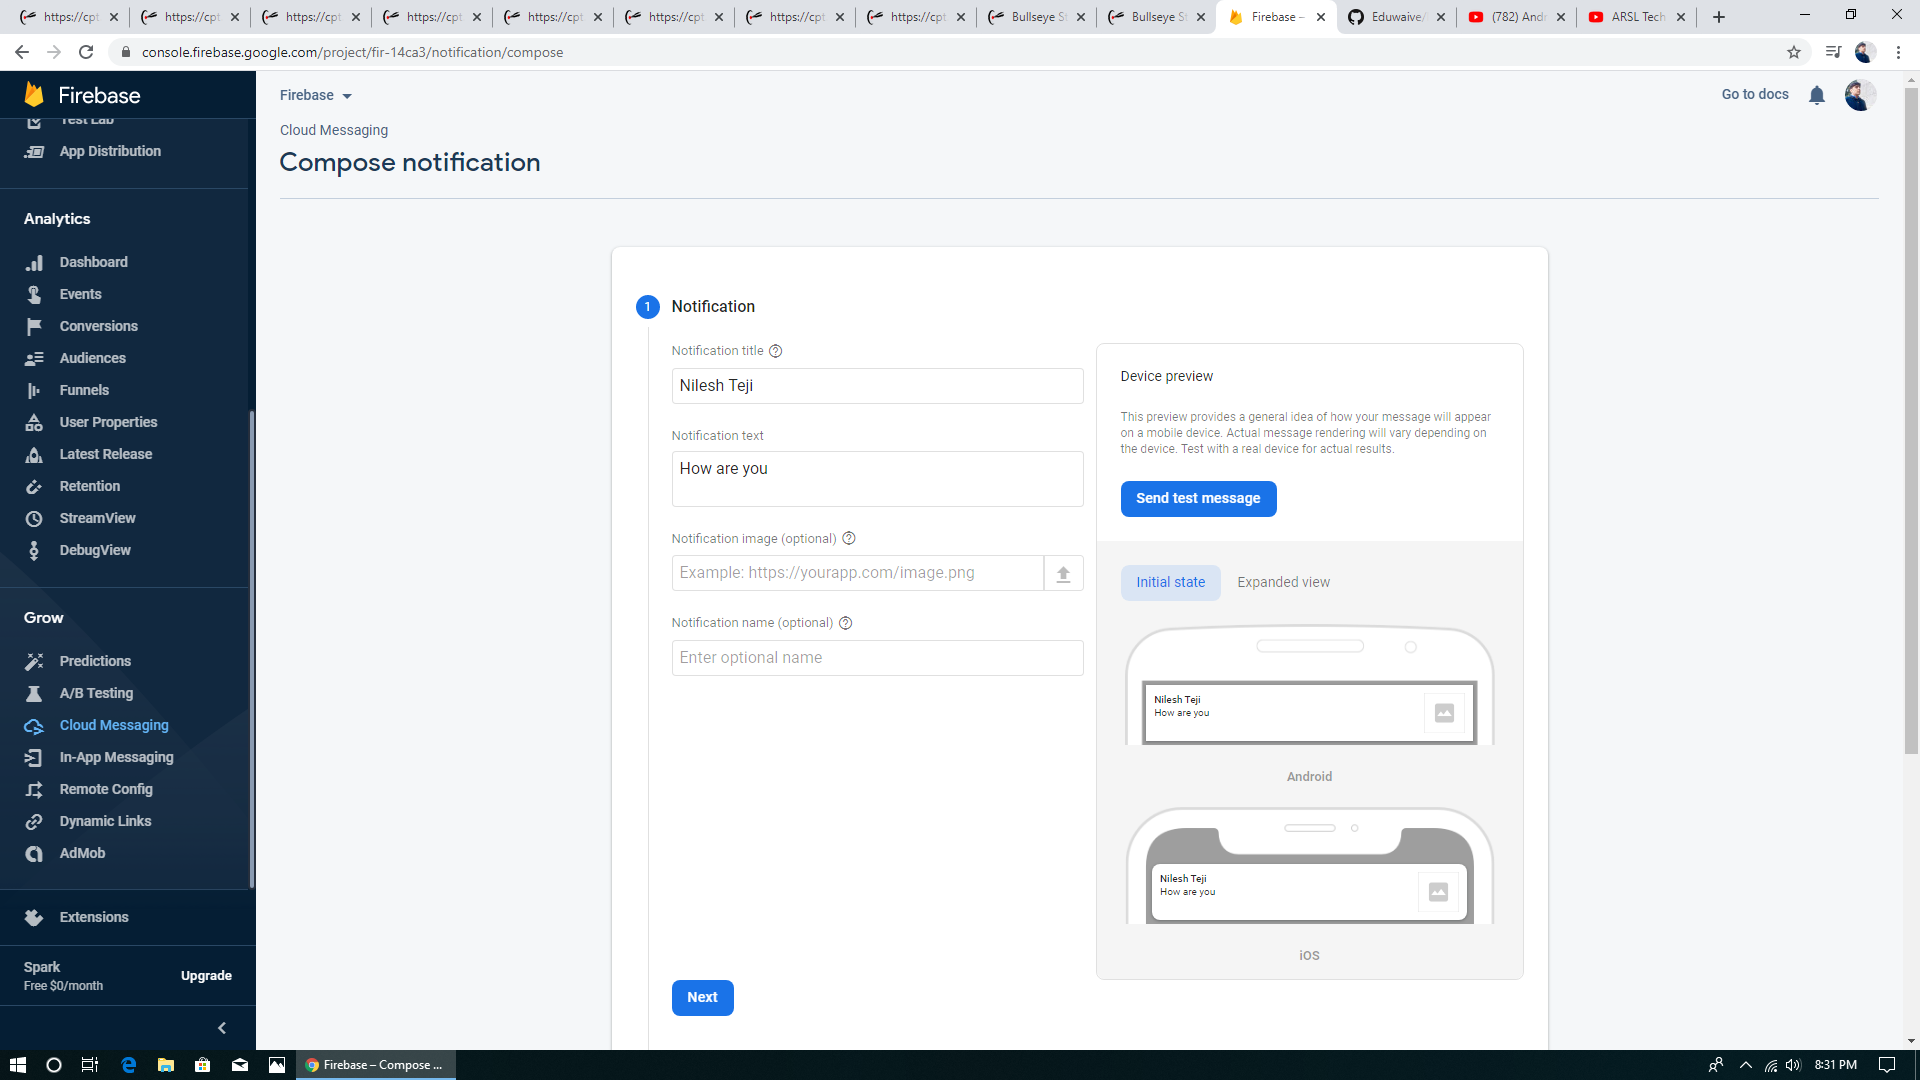 https://cpt
https://cpt
https://cpt
https://cpt
https://cpt
https://cpt
https://cpt
https://cpt
Bullseye St
Bullseye St
Firebase –
Eduwaive/
(782) Andr
ARSL Tech
console.firebase.google.com/project/fir-14ca3/notification/compose
Firebase
Test Lab
App Distribution
Analytics
Dashboard
Events
Conversions
Audiences
Funnels
User Properties
Latest Release
Retention
StreamView
DebugView
Grow
Predictions
A/B Testing
Cloud Messaging
In-App Messaging
Remote Config
Dynamic Links
AdMob
Extensions
Spark
Free $0/month
Upgrade
Firebase
Go to docs
Cloud Messaging
Compose notification
1 Notification
Notification title
Nilesh Teji
Notification text
How are you
Notification image (optional)
Example: https://yourapp.com/image.png
Notification name (optional)
Enter optional name
Next
Device preview
This preview provides a general idea of how your message will appear
on a mobile device. Actual message rendering will vary depending on
the device. Test with a real device for actual results.
Send test message
Initial state
Expanded view
Nilesh Teji
How are you
Android
Nilesh Teji
How are you
iOS
Firebase – Compose ...
8:31 PM